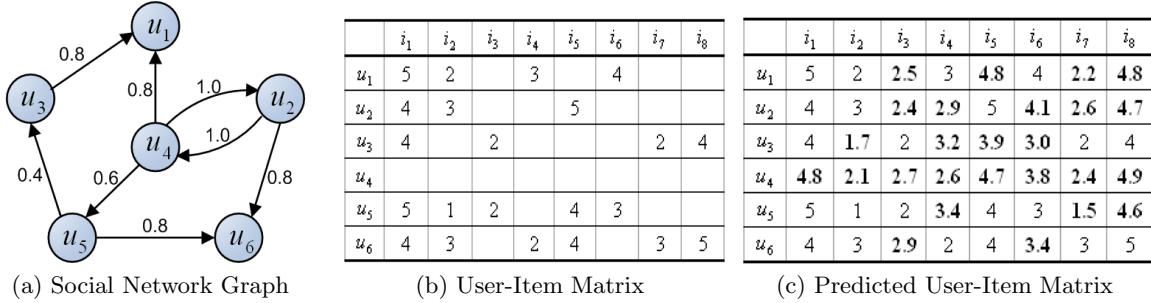 u1
0.8
u3
0.8
1.0
u2
u4
1.0
0.4
0.6
0.8
u5
0.8
u6
(a) Social Network Graph
i1 i2 i3 i4 i5 i6 i7 i8
u1 5 2 3 4
u2 4 3 5
u3 4 2 2 4
u4
u5 5 1 2 4 3
u6 4 3 2 4 3 5
(b) User-Item Matrix
i1 i2 i3 i4 i5 i6 i7 i8
u1 5 2 2.5 3 4.8 4 2.2 4.8
u2 4 3 2.4 2.9 5 4.1 2.6 4.7
u3 4 1.7 2 3.2 3.9 3.0 2 4
u4 4.8 2.1 2.7 2.6 4.7 3.8 2.4 4.9
u5 5 1 2 3.4 4 3 1.5 4.6
u6 4 3 2.9 2 4 3.4 3 5
(c) Predicted User-Item Matrix